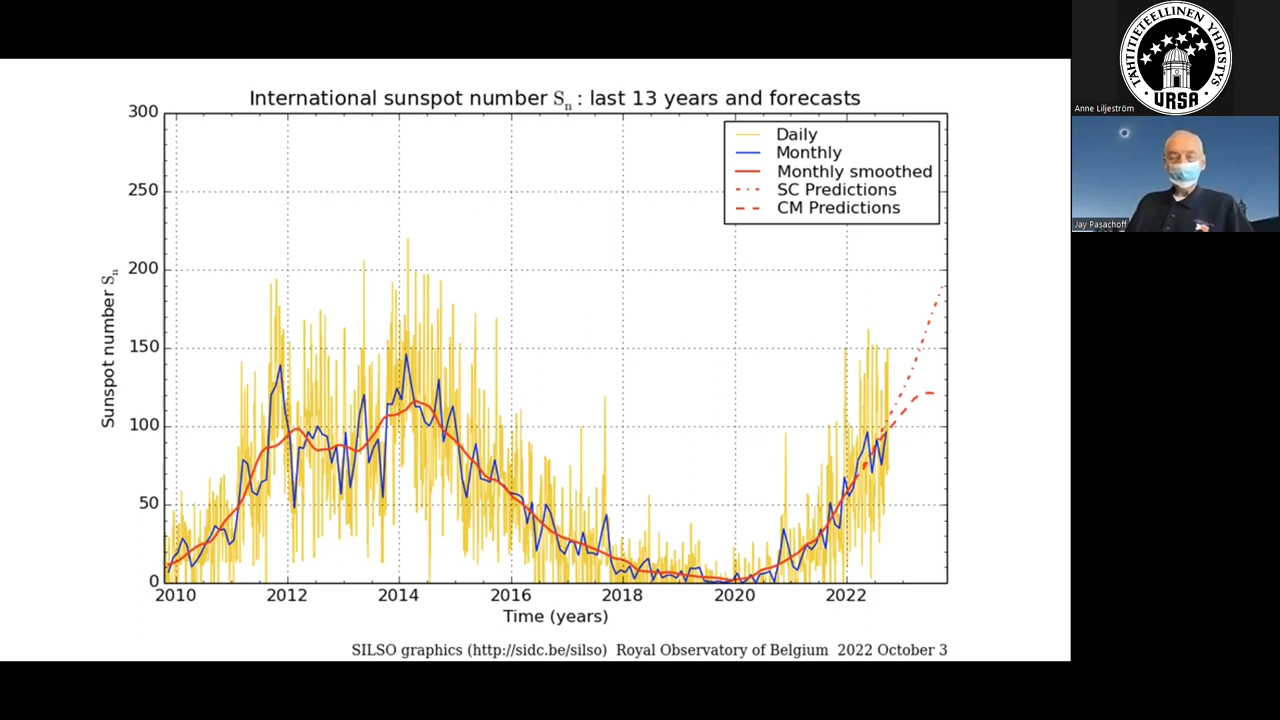 International sunspot number Sn : last 13 years and forecasts
300
250
200
150
100
50
0
Sunspot number Sn
Daily
Monthly
Monthly smoothed
SC Predictions
CM Predictions
2010 2012 2014 2016 2018 2020 2022
Time (years)
SILSO graphics (http://sidc.be/silso) Royal Observatory of Belgium 2022 October 3
TÄHTITIETEELLINEN YHDISTYS
URSA
Anne Liljeström
Jay Pasachoff